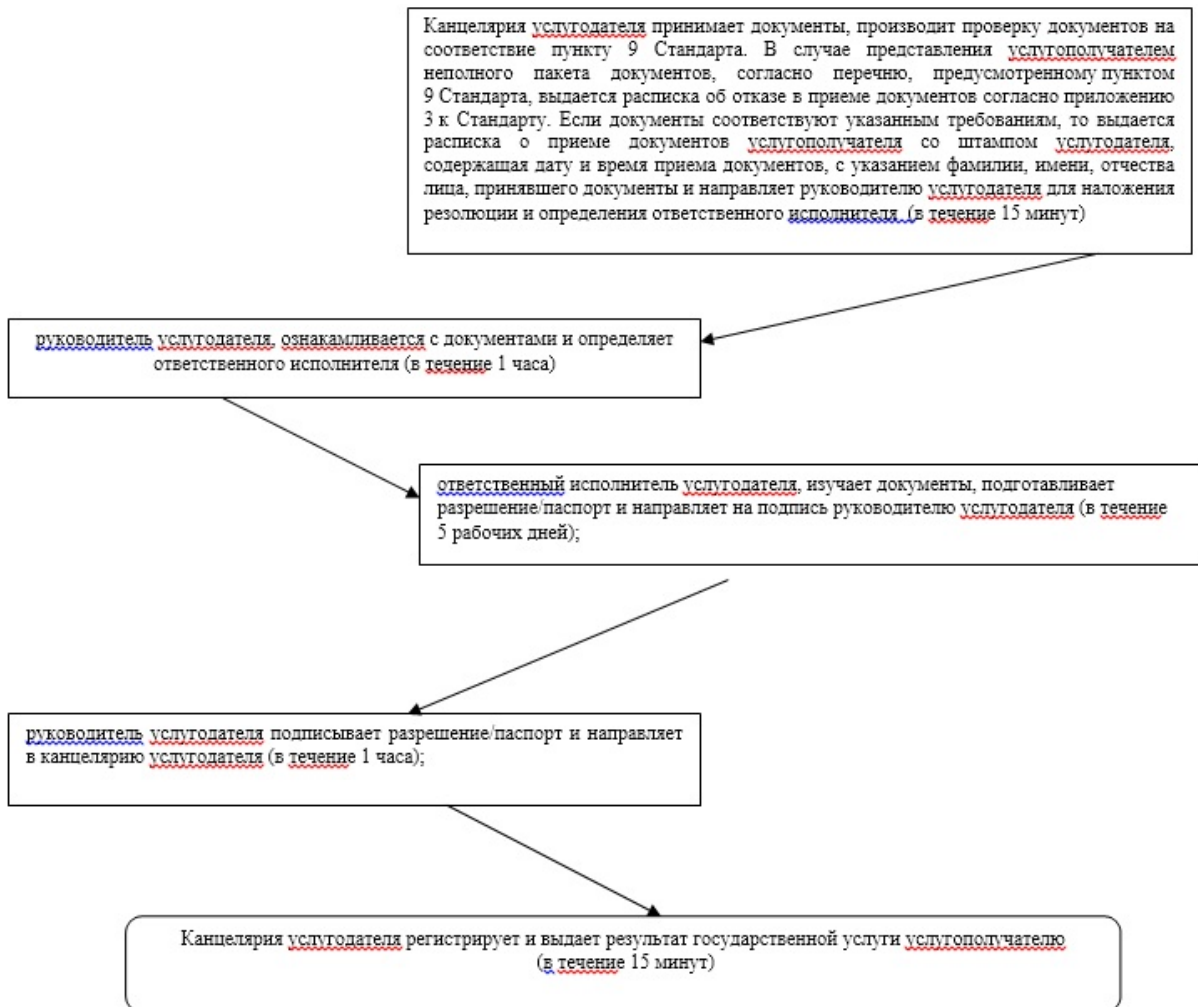 Канцелярия услугодателя принимает документы, производит проверку документов на
соответствие пункту 9 Стандарта. В случае представления услугополучателем
неполного пакета документов, согласно перечню, предусмотренному пунктом
9 Стандарта, выдается расписка об отказе в приеме документов согласно приложению
3 к Стандарту. Если документы соответствуют указанным требованиям, то выдается
расписка о приеме документов услугополучателя со штампом услугодателя,
содержащая дату и время приема документов, с указанием фамилии, имени, отчества
лица, принявшего документы и направляет руководителю услугодателя для наложения
резолюции и определения ответственного исполнителя (в течение 15 минут)
руководитель услугодателя, ознакамливается с документами и определяет
ответственного исполнителя (в течение 1 часа)
ответственный исполнитель услугодателя, изучает документы, подготавливает
разрешение/паспорт и направляет на подпись руководителю услугодателя (в течение
5 рабочих дней);
руководитель услугодателя подписывает разрешение/паспорт и направляет
в канцелярию услугодателя (в течение 1 часа);
Канцелярия услугодателя регистрирует и выдает результат государственной услуги услугополучателю
(в течение 15 минут)